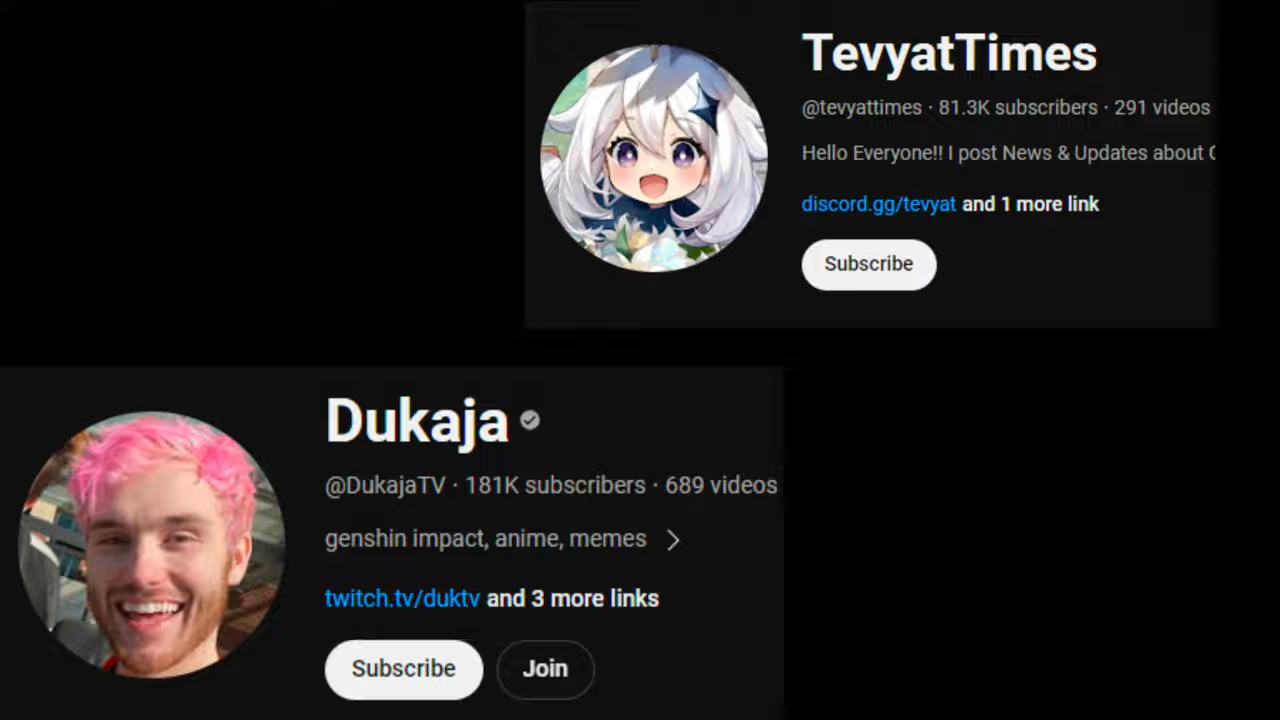 TevyatTimes
@tevyattimes · 81.3K subscribers · 291 videos
Hello Everyone!! I post News & Updates about
discord.gg/tevyat and 1 more link
Subscribe
Dukaja
@DukajaTV · 181K subscribers · 689 videos
genshin impact, anime, memes
twitch.tv/duktv and 3 more links
Subscribe Join